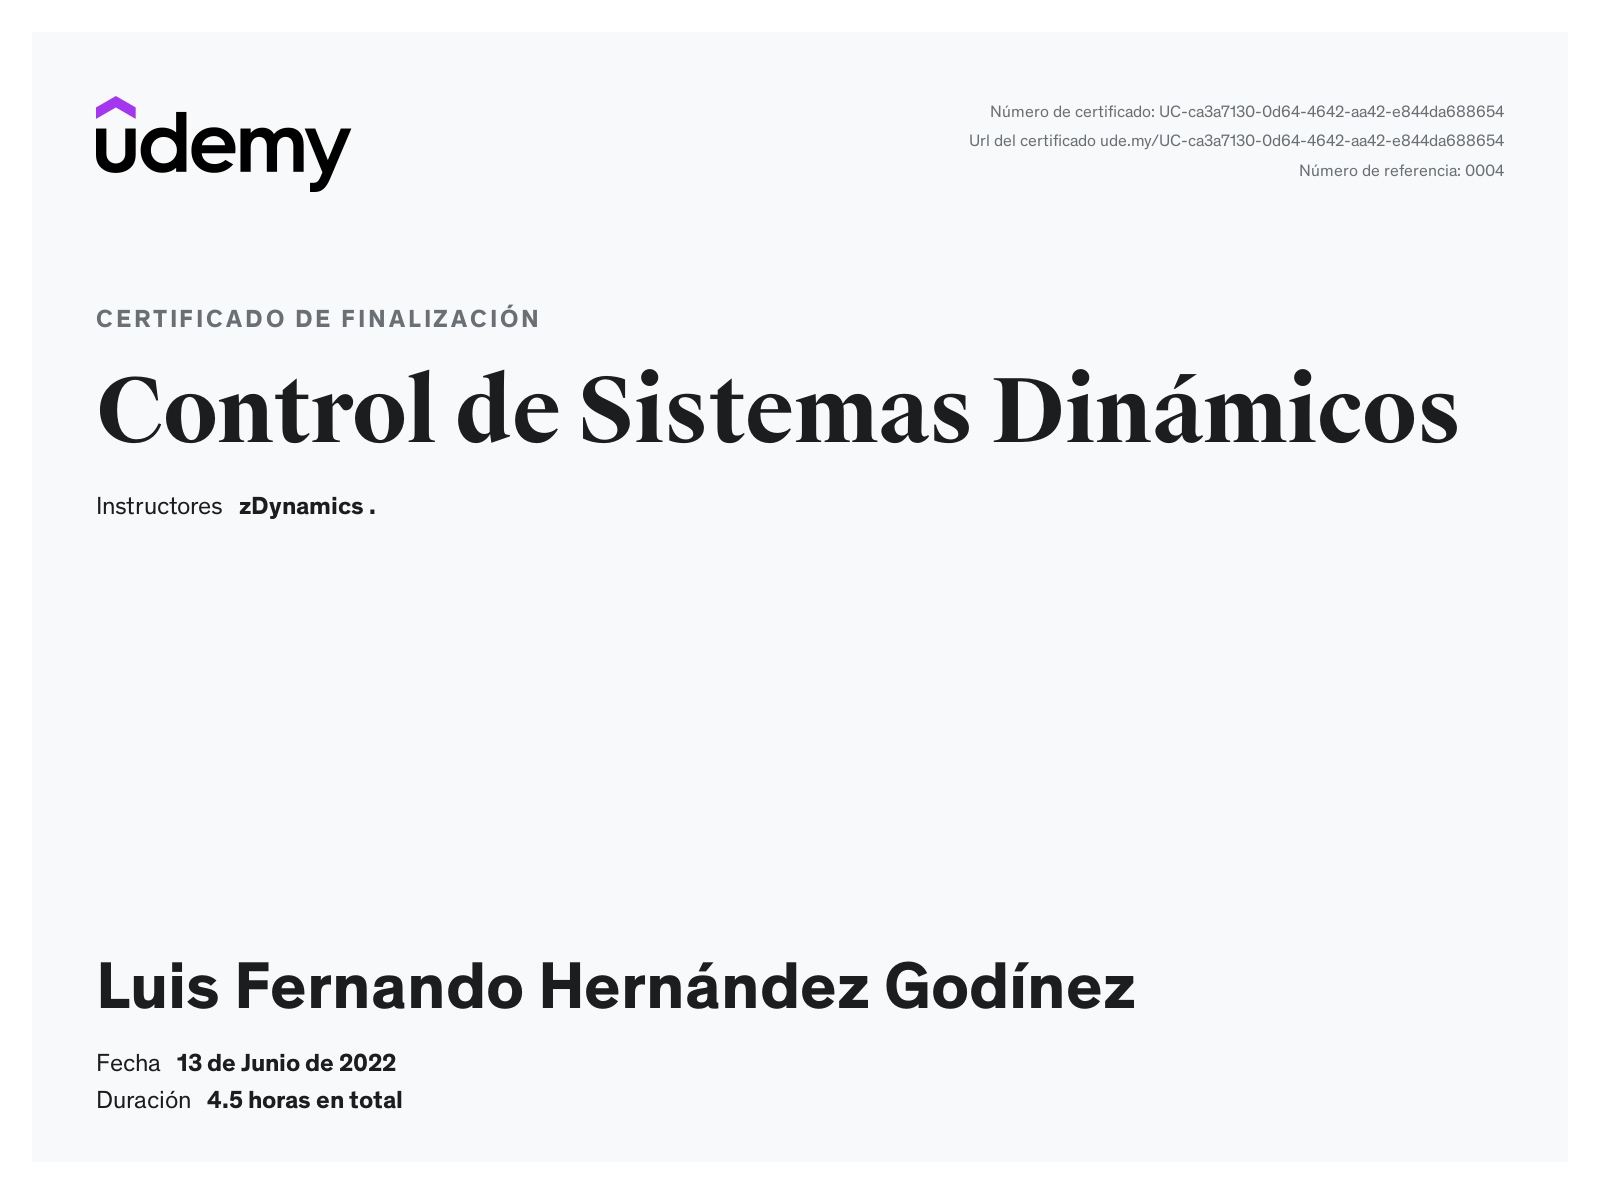 udemy
Número de certificado: UC-ca3a7130-0d64-4642-aa42-e844da688654
Url del certificado ude.my/UC-ca3a7130-0d64-4642-aa42-e844da688654
Número de referencia: 0004
CERTIFICADO DE FINALIZACIÓN
Control de Sistemas Dinámicos
Instructores zDynamics .
Luis Fernando Hernández Godínez
Fecha 13 de Junio de 2022
Duración 4.5 horas en total